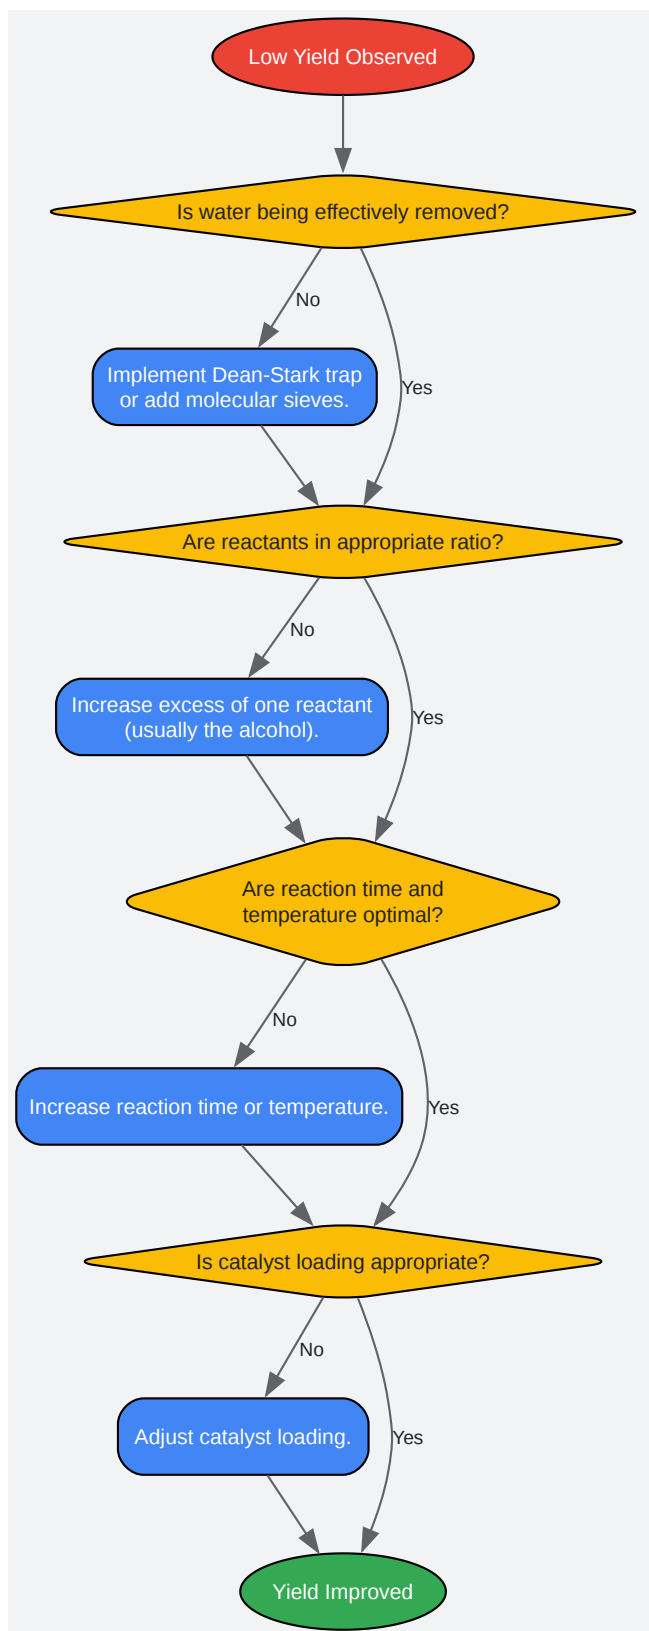 Low Yield Observed
Is water being effectively removed?
No
Implement Dean-Stark trap
or add molecular sieves.
Yes
Are reactants in appropriate ratio?
No
Increase excess of one reactant
(usually the alcohol).
Yes
Are reaction time and
temperature optimal?
No
Increase reaction time or temperature.
Yes
Is catalyst loading appropriate?
No
Adjust catalyst loading.
Yes
Yield Improved